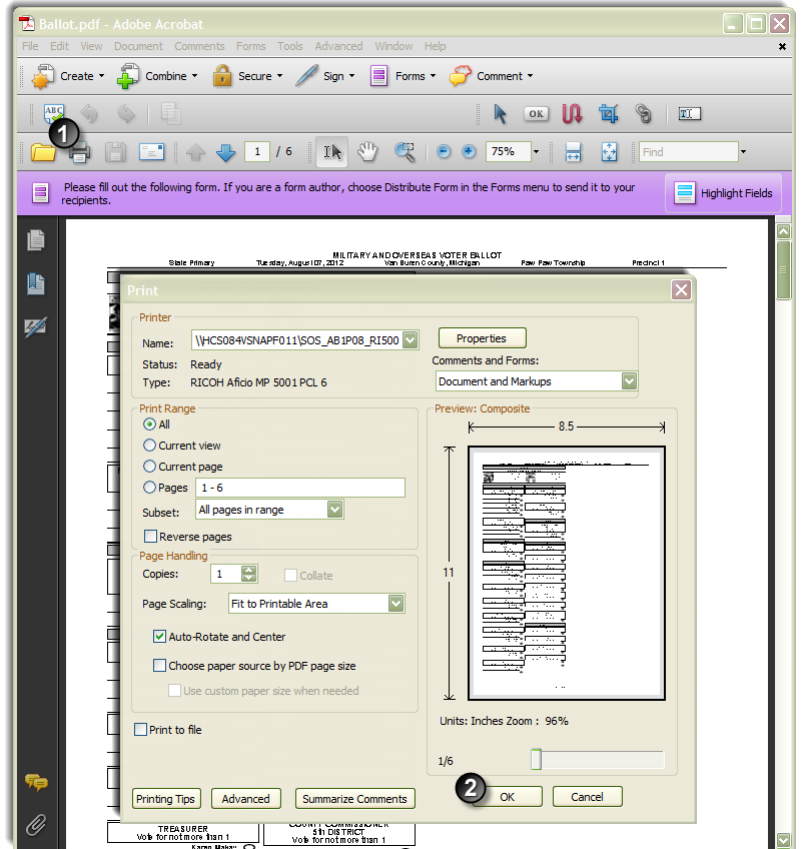 Ballot.pdf - Adobe Acrobat
File Edit View Document Comments Forms Tools Advanced Window Help
Create Combine Secure Sign Forms Comment
ABC OK T
1
1 / 6 75% Find
Please fill out the following form. If you are a form author, choose Distribute Form in the Forms menu to send it to your
recipients.
Highlight Fields
MILITARY AND OVERSEAS VOTER BALLOT
State Primary Tuesday, August 07, 2012 Van Buren County, Michigan Paw Paw Township Precinct 1
Print
Printer
Name: \\HCS084VSNAPF011\SOS_AB1P08_RI500 Properties
Status: Ready
Comments and Forms:
Type: RICOH Aficio MP 5001 PCL 6
Document and Markups
Print Range
All
Current view
Current page
Pages 1 - 6
Subset: All pages in range
Reverse pages
Preview: Composite
8.5
11
Page Handling
Copies: 1 Collate
Page Scaling: Fit to Printable Area
Auto-Rotate and Center
Choose paper source by PDF page size
Use custom paper size when needed
Print to file
Units: Inches Zoom : 96%
1/6
2
Printing Tips Advanced Summarize Comments OK Cancel
TREASURER
Vote for not more than 1
COUNTY COMMISSIONER
5th DISTRICT
Vote for not more than 1